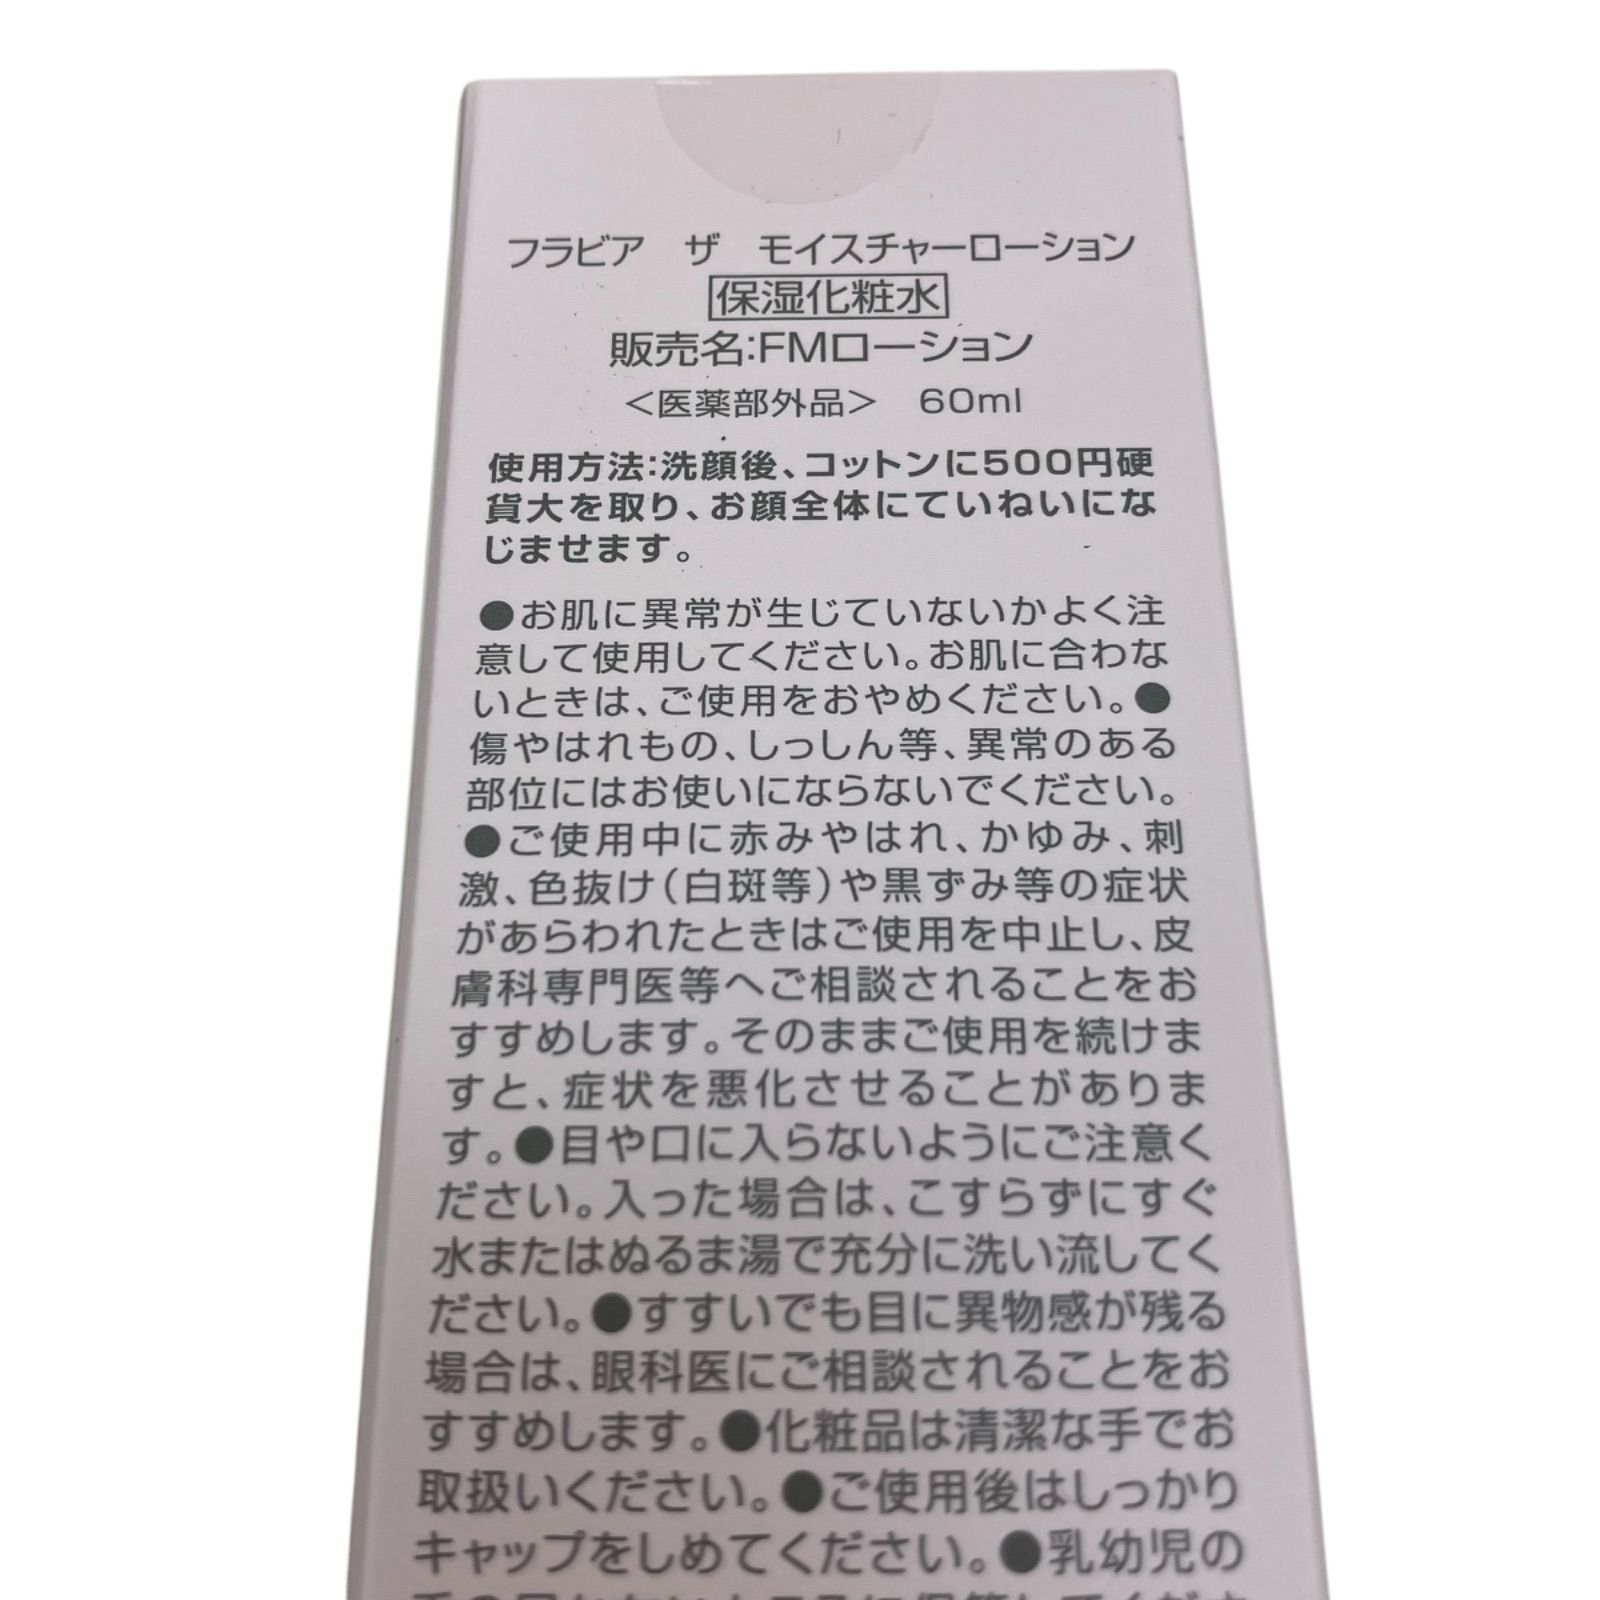 フラビア　ザ　モイスチャーローション
保湿化粧水
販売名:FMローション
＜医薬部外品＞　60ml
使用方法:洗顔後、コットンに500円硬
貨大を取り、お顔全体にていねいにな
じませます。
●お肌に異常が生じていないかよく注
意して使用してください。お肌に合わな
いときは、ご使用をおやめください。●
傷やはれもの、しっしん等、異常のある
部位にはお使いにならないでください。
●ご使用中に赤みやはれ、かゆみ、刺
激、色抜け(白斑等)や黒ずみ等の症状
があらわれたときはご使用を中止し、皮
膚科専門医等へご相談されることをお
すすめします。そのままご使用を続けま
すと、症状を悪化させることがありま
す。●目や口に入らないようにご注意く
ださい。入った場合は、こすらずにすぐ
水またはぬるま湯で充分に洗い流してく
ださい。●すすいでも目に異物感が残る
場合は、眼科医にご相談されることをお
すすめします。●化粧品は清潔な手でお
取扱いください。●ご使用後はしっかり
キャップをしめてください。●乳幼児の